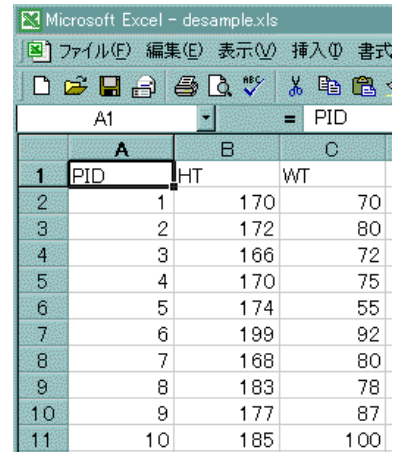 Microsoft Excel - desample.xls
ファイル(F) 編集(E) 表示(V) 挿入(I) 書式
ABC
A1 = PID
A B C
1 PID HT WT
2 1 170 70
3 2 172 80
4 3 166 72
5 4 170 75
6 5 174 55
7 6 199 92
8 7 168 80
9 8 183 78
10 9 177 87
11 10 185 100